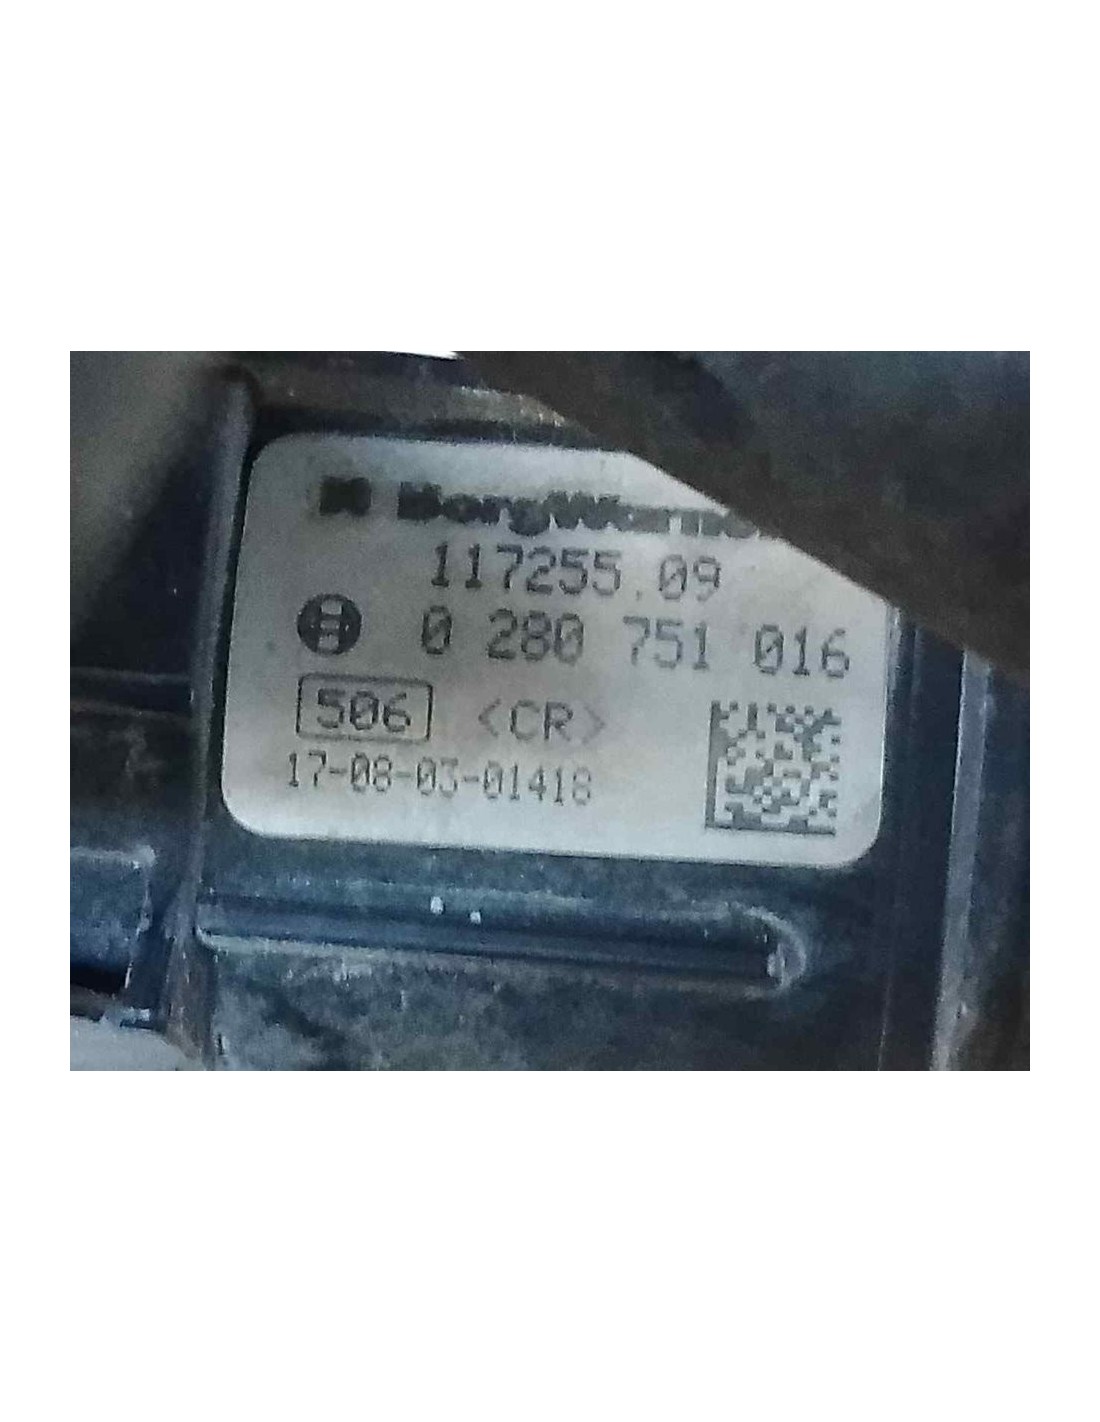 BorgWarner
117255.09
0 280 751 016
506 <CR>
17-08-03-01418